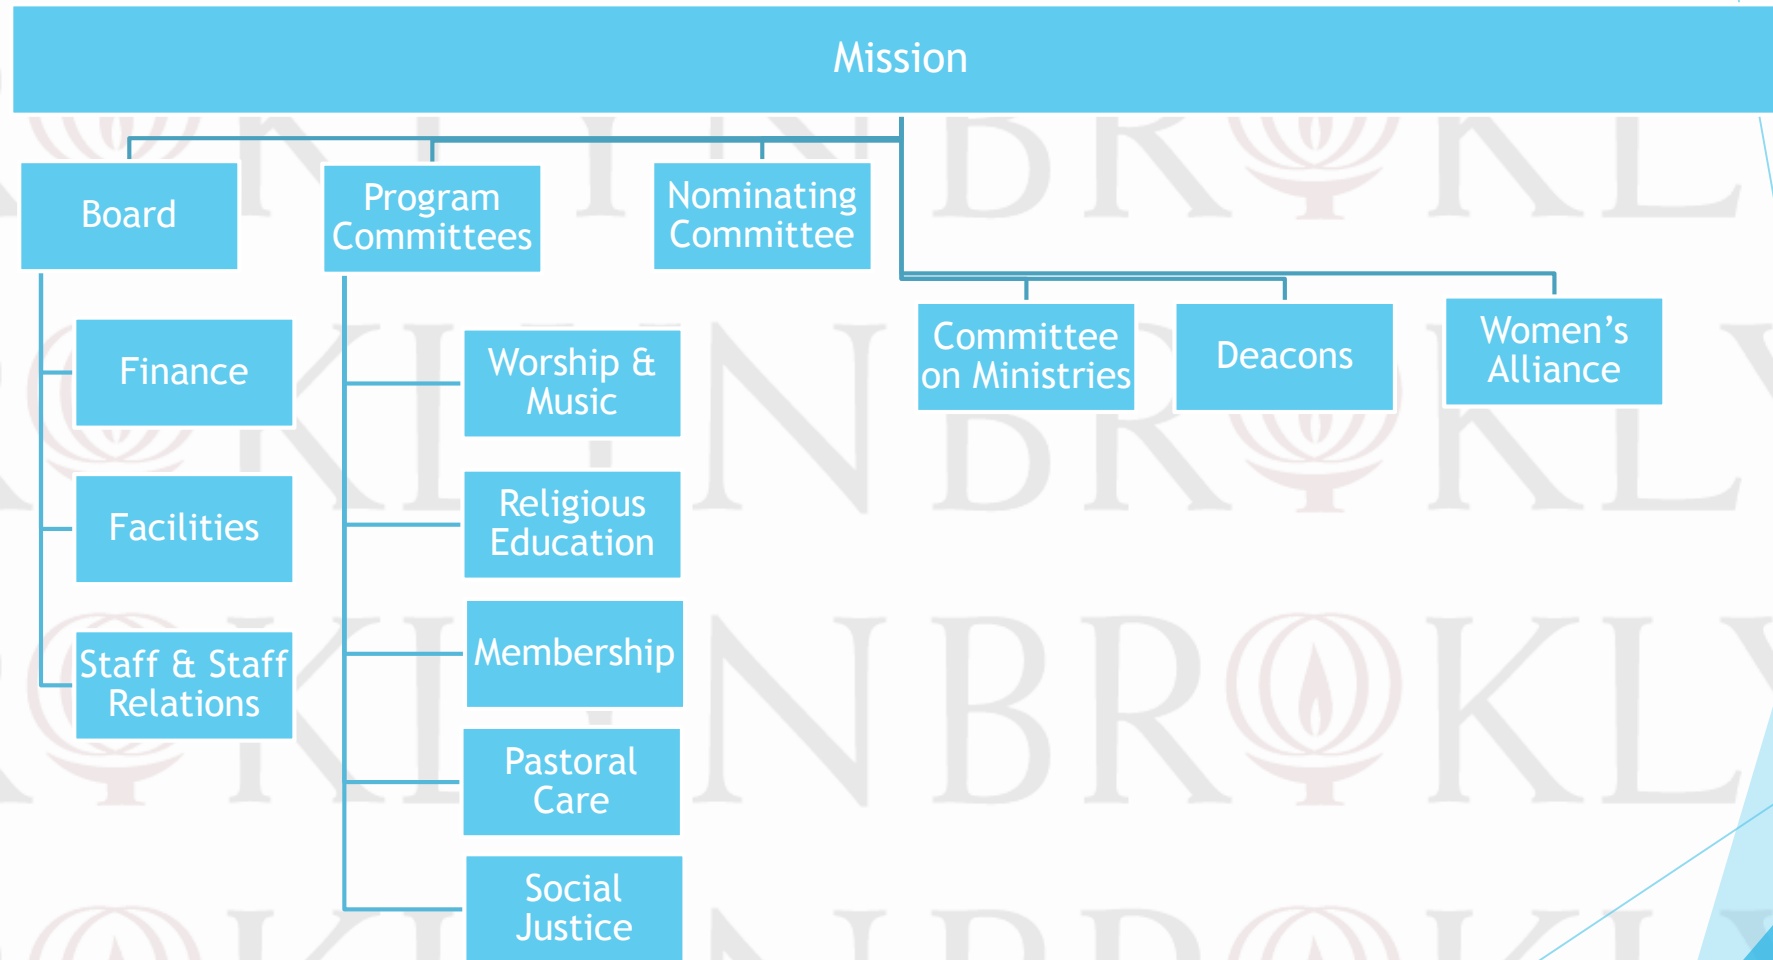 Mission
Board
Program
Committees
Nominating
Committee
Committee
on Ministries
Deacons
Women’s
Alliance
Finance
Facilities
Staff & Staff
Relations
Worship &
Music
Religious
Education
Membership
Pastoral
Care
Social
Justice